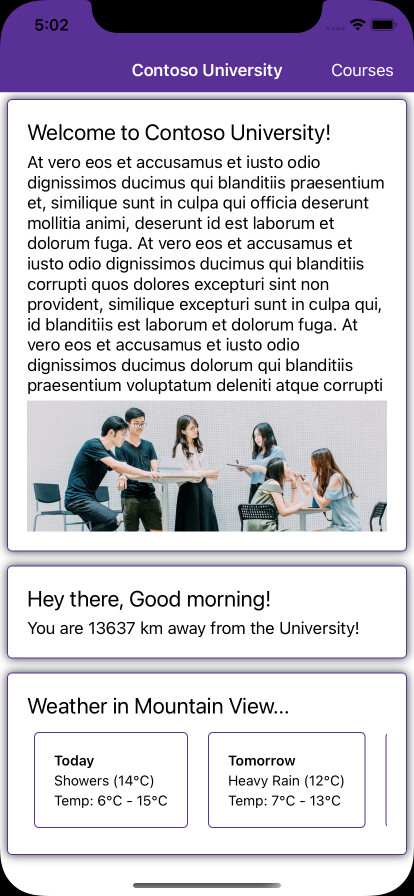 5:02
Contoso University
Courses
Welcome to Contoso University!
At vero eos et accusamus et iusto odio
dignissimos ducimus qui blanditiis praesentium
et, similique sunt in culpa qui officia deserunt
mollitia animi, deserunt id est laborum et
dolorum fuga. At vero eos et accusamus et
iusto odio dignissimos ducimus qui blanditiis
corrupti quos dolores excepturi sint non
provident, similique excepturi sunt in culpa qui,
id blanditiis est laborum et dolorum fuga. At
vero eos et accusamus et iusto odio
dignissimos ducimus dolorum qui blanditiis
praesentium voluptatum deleniti atque corrupti
Hey there, Good morning!
You are 13637 km away from the University!
Weather in Mountain View...
Today
Showers (14°C)
Temp: 6°C - 15°C
Tomorrow
Heavy Rain (12°C)
Temp: 7°C - 13°C